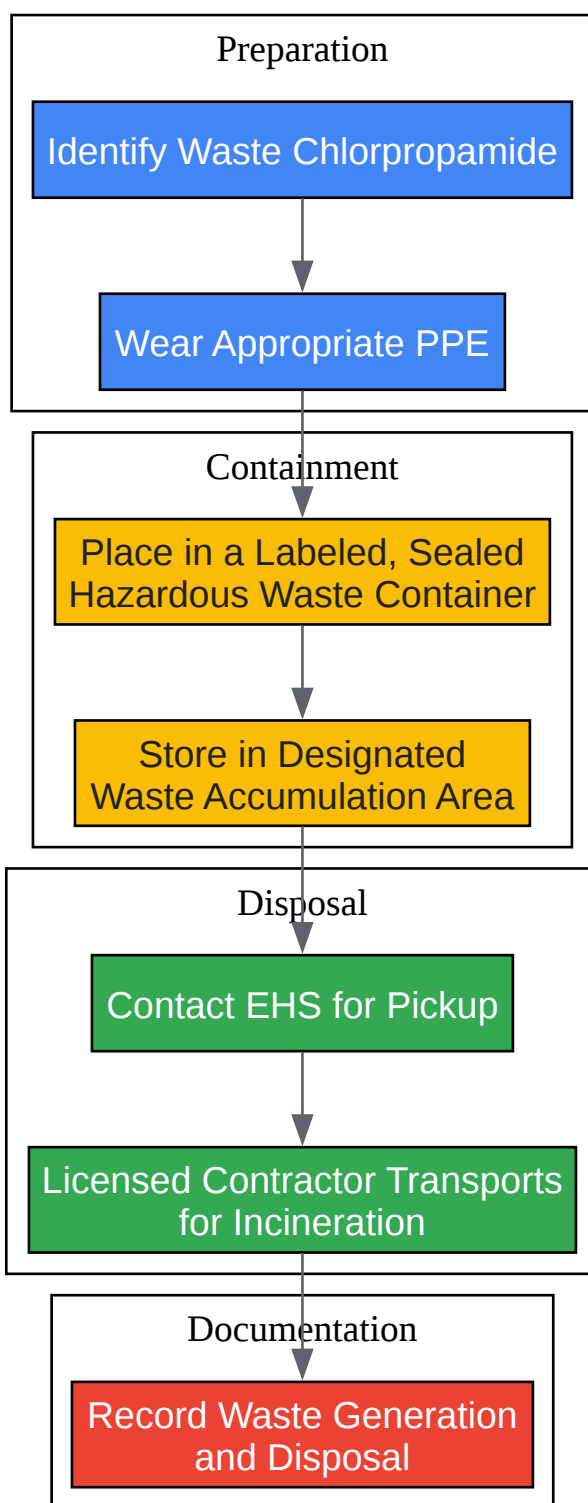 Preparation
Identify Waste Chlorpropamide
Wear Appropriate PPE
Containment
Place in a Labeled, Sealed
Hazardous Waste Container
Store in Designated
Waste Accumulation Area
Disposal
Contact EHS for Pickup
Licensed Contractor Transports
for Incineration
Documentation
Record Waste Generation
and Disposal